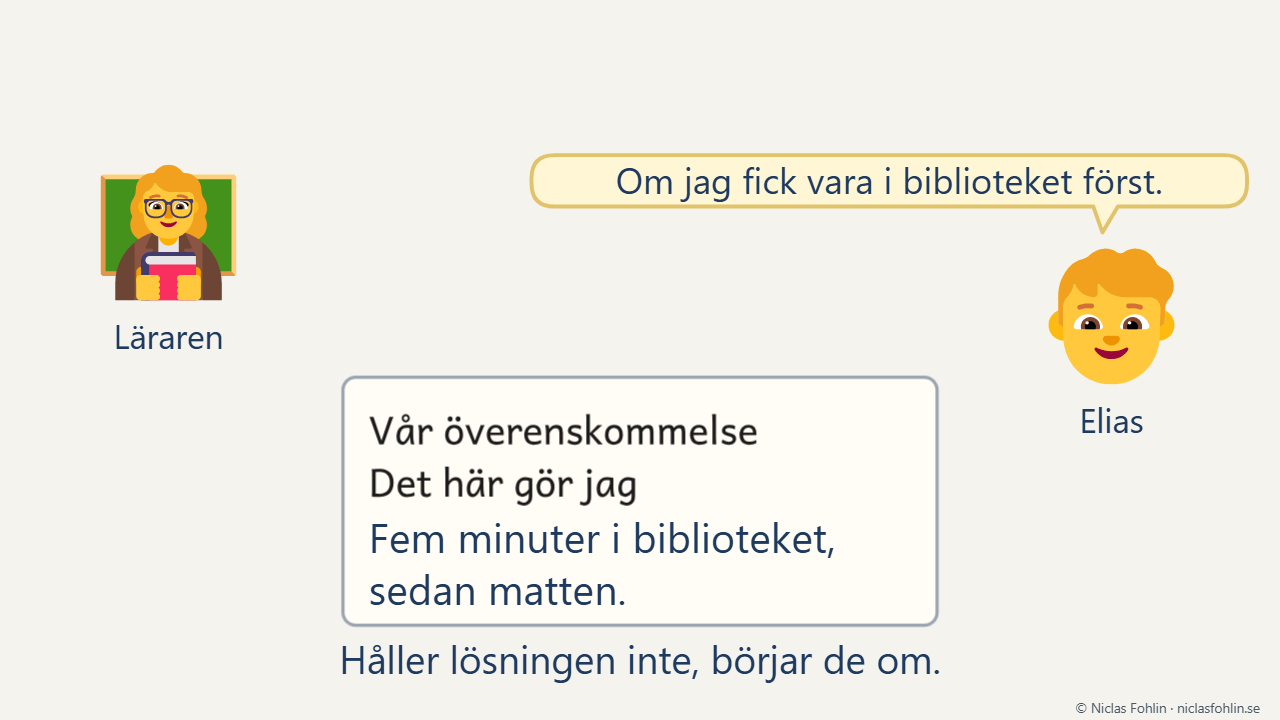 Om jag fick vara i biblioteket först.
Läraren
Elias
Vår överenskommelse
Det här gör jag
Fem minuter i biblioteket,
sedan matten.
Håller lösningen inte, börjar de om.
© Niclas Fohlin · niclasfohlin.se